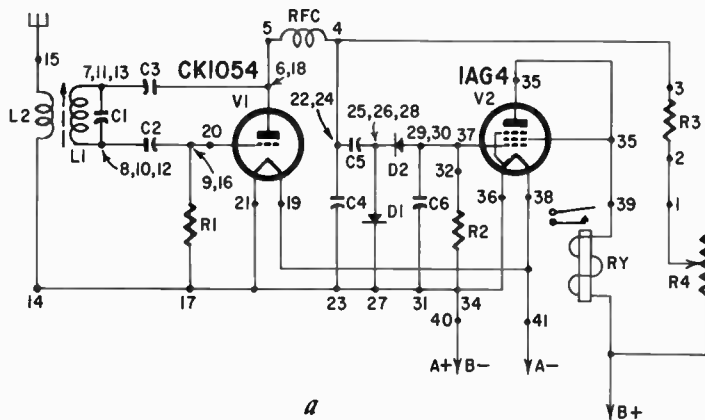 RFC
5
4
15
7,11,13
C3
CK1054
6,18
1AG4
35
V1
V2
3
22,24
25,26,28
29,30
37
R3
L2
C1
C2
20
35
L1
C5
D2
32
2
8,10,12
9,16
21
19
36
38
39
1
R1
C4
D1
C6
R2
RY
R4
14
17
23
27
31
34
40
41
A+
B-
A-
a
B+